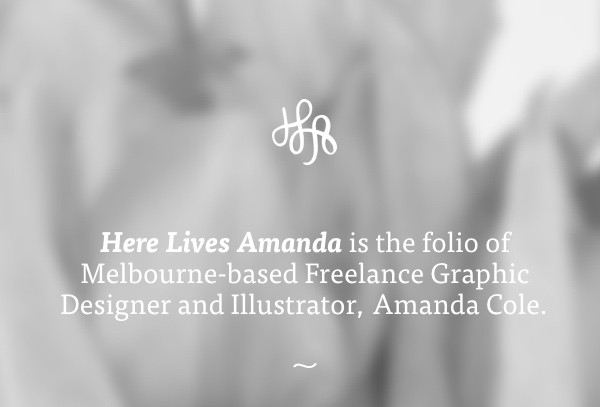 Here Lives Amanda is the folio of
Melbourne-based Freelance Graphic
Designer and Illustrator, Amanda Cole.
~